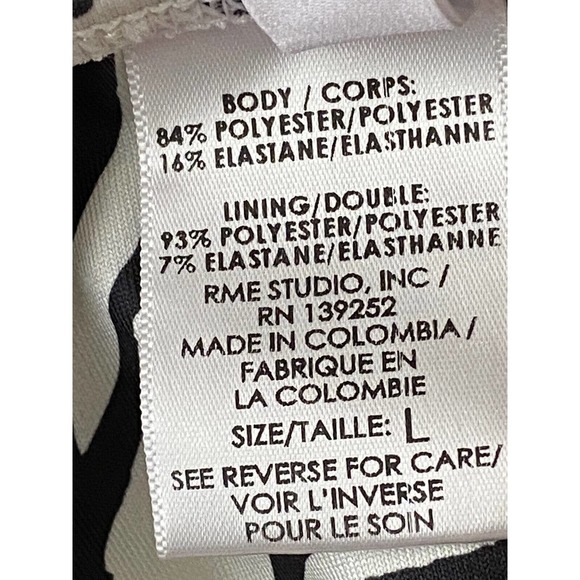 BODY / CORPS:
84% POLYESTER/POLYESTER
16% ELASTANE/ELASTHANNE
LINING/DOUBLE:
93% POLYESTER/POLYESTER
7% ELASTANE/ELASTHANNE
RME STUDIO, INC /
RN 139252
MADE IN COLOMBIA /
FABRIQUE EN
LA COLOMBIE
SIZE/TAILLE: L
SEE REVERSE FOR CARE/
VOIR L'INVERSE
POUR LE SOIN